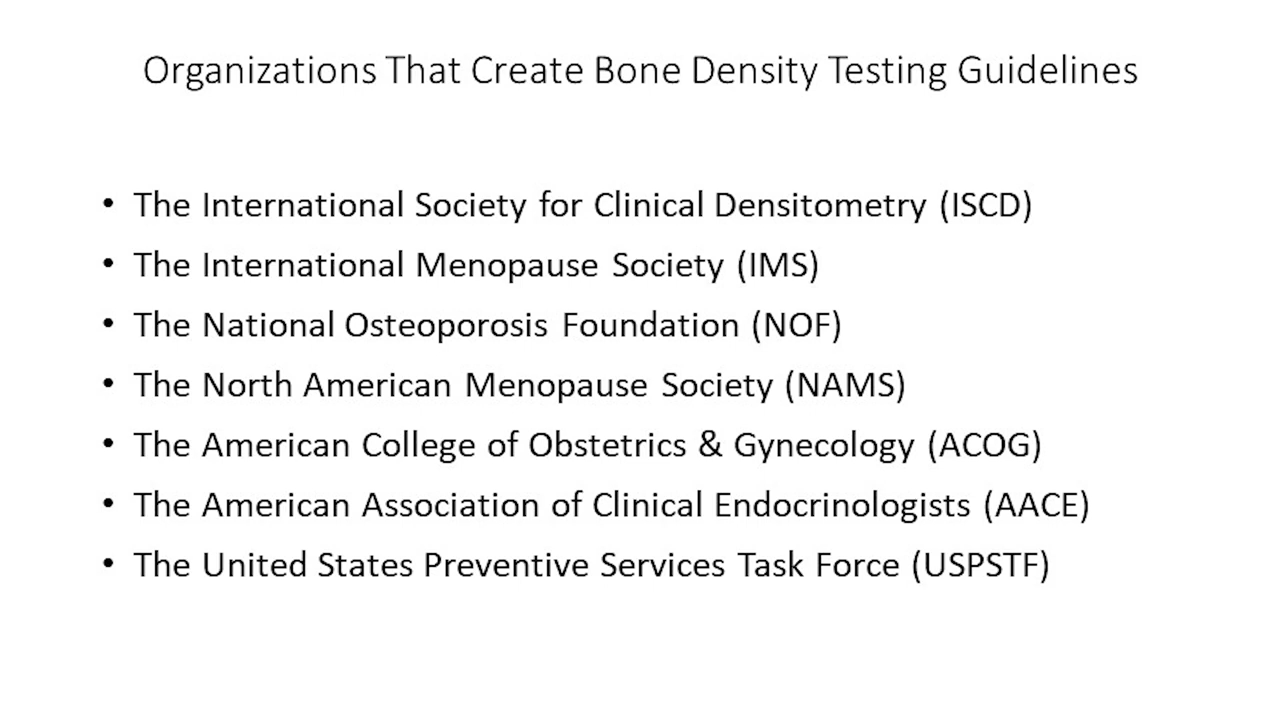 Organizations That Create Bone Density Testing Guidelines
• The International Society for Clinical Densitometry (ISCD)
• The International Menopause Society (IMS)
• The National Osteoporosis Foundation (NOF)
• The North American Menopause Society (NAMS)
• The American College of Obstetrics & Gynecology (ACOG)
• The American Association of Clinical Endocrinologists (AACE)
• The United States Preventive Services Task Force (USPSTF)